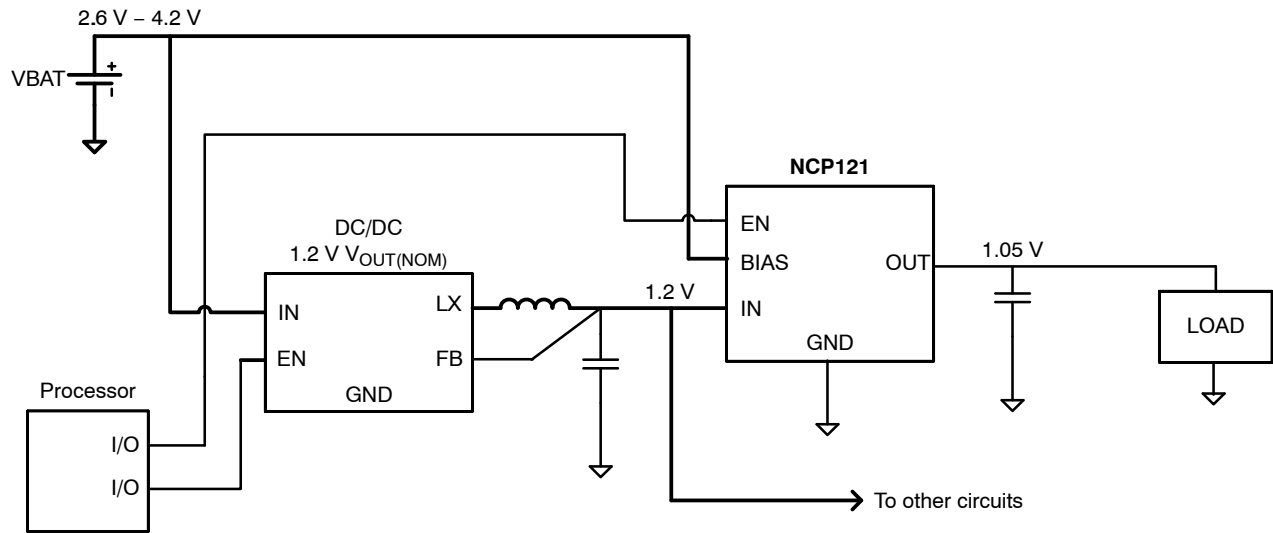 2.6 V – 4.2 V
VBAT
+
NCP121
EN
DC/DC
1.2 V VOUT(NOM)
BIAS
OUT
1.05 V
LX
1.2 V
IN
IN
LOAD
GND
EN
FB
GND
Processor
I/O
I/O
To other circuits